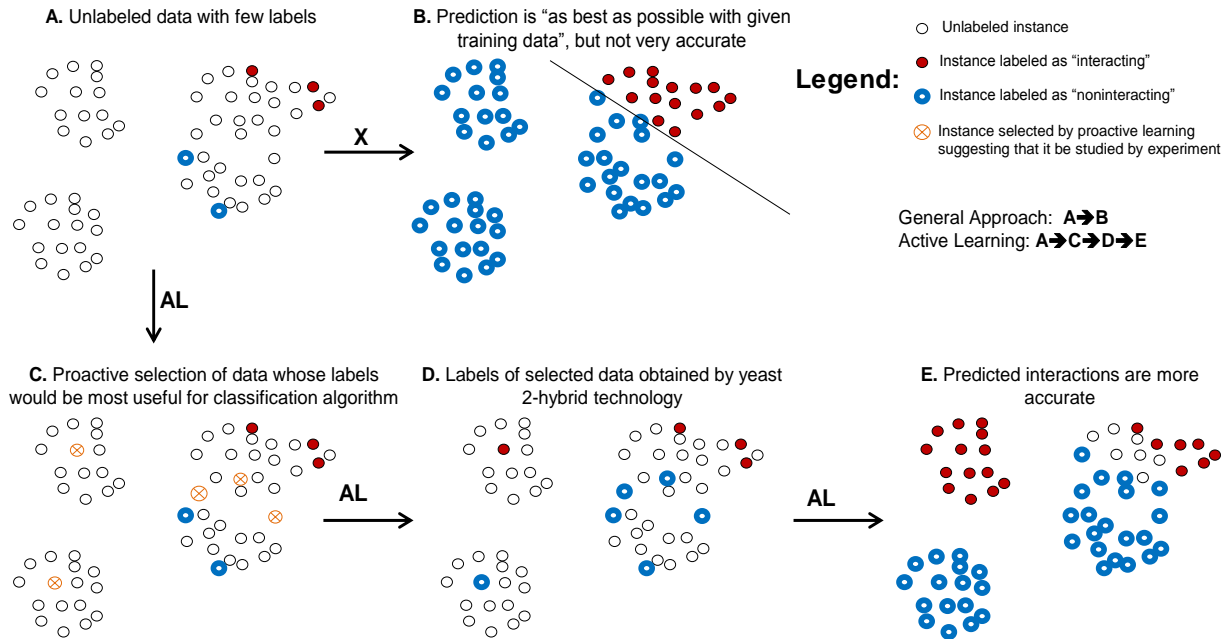 A. Unlabeled data with few labels
B. Prediction is “as best as possible with given
training data”, but not very accurate
Legend:
Unlabeled instance
Instance labeled as “interacting”
Instance labeled as “noninteracting”
Instance selected by proactive learning
suggesting that it be studied by experiment
X
General Approach: A➔B
Active Learning: A➔C➔D➔E
AL
C. Proactive selection of data whose labels
would be most useful for classification algorithm
D. Labels of selected data obtained by yeast
2-hybrid technology
E. Predicted interactions are more
accurate
AL
AL